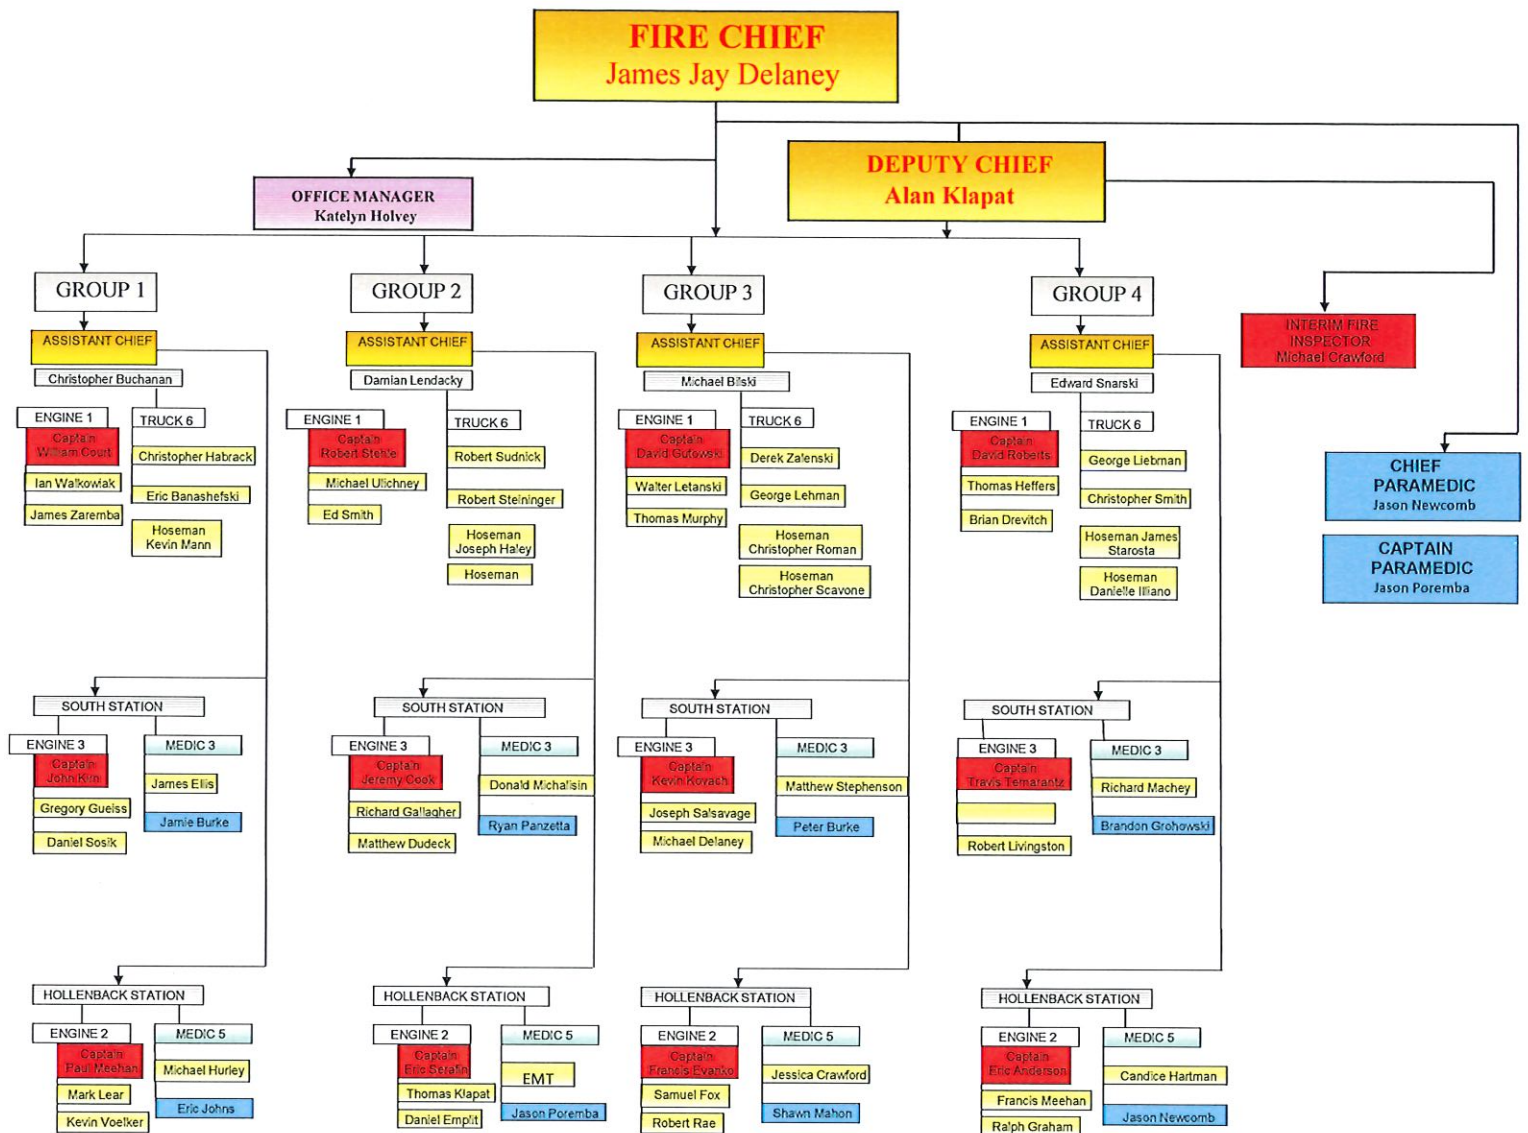 FIRE CHIEF
James Jay Delaney
DEPUTY CHIEF
Alan Klapat
OFFICE MANAGER
Katelyn Holvey
INTERIM FIRE
INSPECTOR
Michael Crawford
CHIEF
PARAMEDIC
Jason Newcomb
CAPTAIN
PARAMEDIC
Jason Poremba
GROUP 1
ASSISTANT CHIEF
Christopher Buchanan
ENGINE 1
Captain
William Court
Ian Walkowiak
James Zaremba
TRUCK 6
Christopher Habrack
Eric Banashefski
Hoseman
Kevin Mann
SOUTH STATION
ENGINE 3
Captain
John Kirn
Gregory Gueiss
Daniel Sosik
MEDIC 3
James Ellis
Jamie Burke
HOLLENBACK STATION
ENGINE 2
Captain
Paul Meehan
Mark Lear
Kevin Voelker
MEDIC 5
Michael Hurley
Eric Johns
GROUP 2
ASSISTANT CHIEF
Damian Lendacky
ENGINE 1
Captain
Robert Stehle
Michael Ulichney
Ed Smith
TRUCK 6
Robert Sudnick
Robert Steininger
Hoseman
Joseph Haley
Hoseman
SOUTH STATION
ENGINE 3
Captain
Jeremy Cook
Richard Gallagher
Matthew Dudeck
MEDIC 3
Donald Michalisin
Ryan Panzetta
HOLLENBACK STATION
ENGINE 2
Captain
Eric Serafin
Thomas Klapat
Daniel Emplit
MEDIC 5
EMT
Jason Poremba
GROUP 3
ASSISTANT CHIEF
Michael Bilski
ENGINE 1
Captain
David Gutowski
Walter Letanski
Thomas Murphy
TRUCK 6
Derek Zalenski
George Lehman
Hoseman
Christopher Roman
Hoseman
Christopher Scavone
SOUTH STATION
ENGINE 3
Captain
Kevin Kovach
Joseph Salsavage
Michael Delaney
MEDIC 3
Matthew Stephenson
Peter Burke
HOLLENBACK STATION
ENGINE 2
Captain
Francis Evanko
Samuel Fox
Robert Rae
MEDIC 5
Jessica Crawford
Shawn Mahon
GROUP 4
ASSISTANT CHIEF
Edward Snarski
ENGINE 1
Captain
David Roberts
Thomas Heffers
Brian Drevitch
TRUCK 6
George Liebman
Christopher Smith
Hoseman James
Starosta
Hoseman
Danielle Illiano
SOUTH STATION
ENGINE 3
Captain
Travis Temarantz
Robert Livingston
MEDIC 3
Richard Machey
Brandon Grohowski
HOLLENBACK STATION
ENGINE 2
Captain
Eric Anderson
Francis Meehan
Ralph Graham
MEDIC 5
Candice Hartman
Jason Newcomb